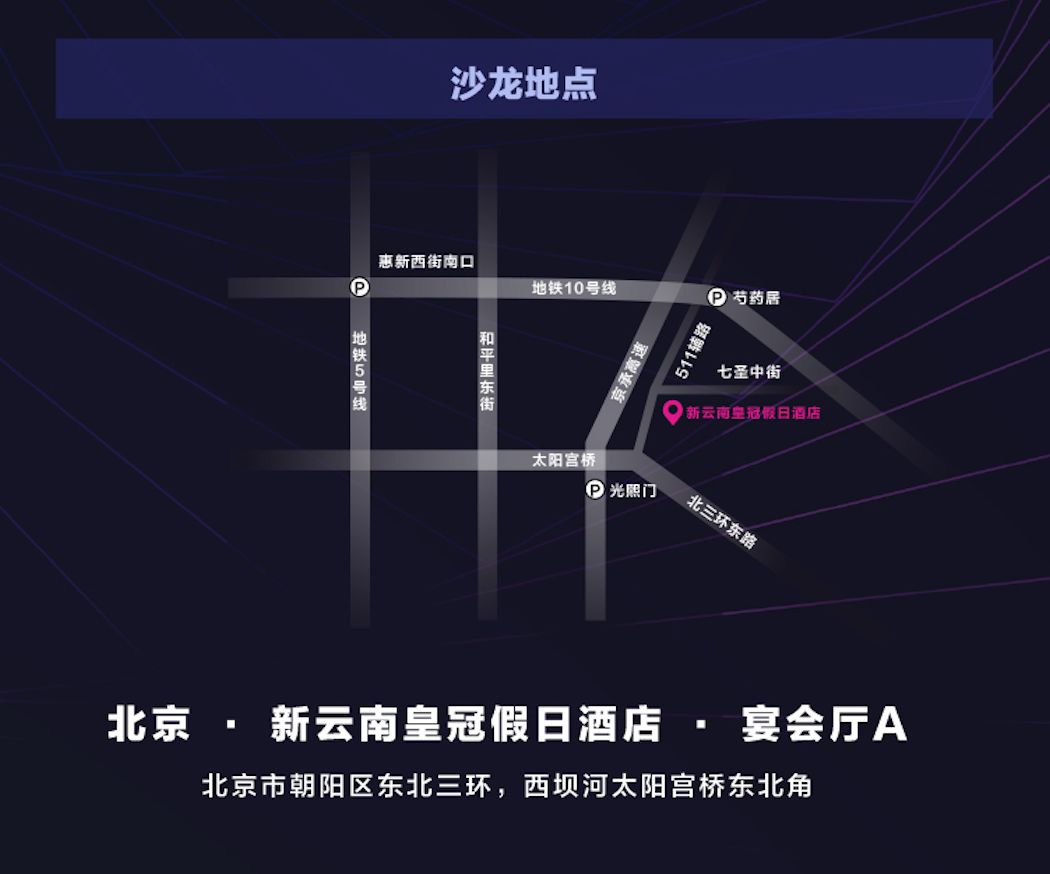 沙龙地点
惠新西街南口
地铁10号线
P
P
芍药居
地铁5号线
和平里东街
京承高速
511辅路
七圣中街
新云南皇冠假日酒店
太阳宫桥
P
光熙门
北三环东路
北京 · 新云南皇冠假日酒店 · 宴会厅A
北京市朝阳区东北三环，西坝河太阳宫桥东北角